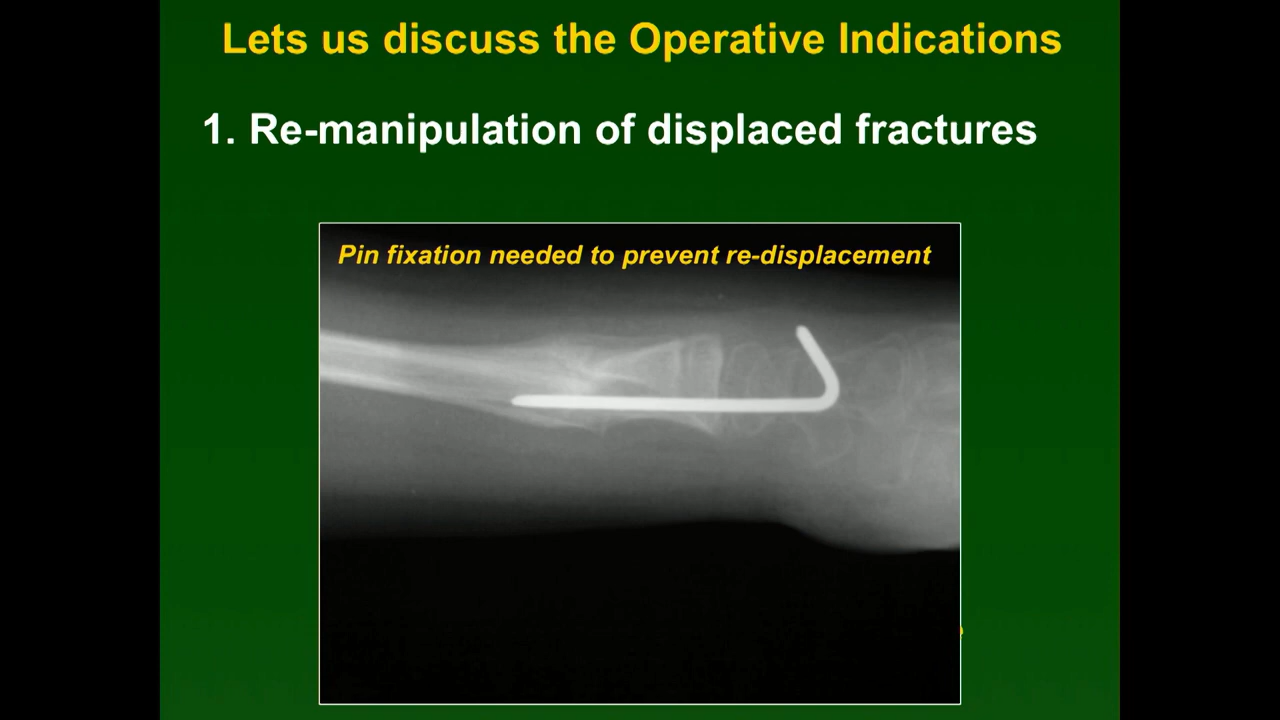 Lets us discuss the Operative Indications
1. Re-manipulation of displaced fractures
Pin fixation needed to prevent re-displacement